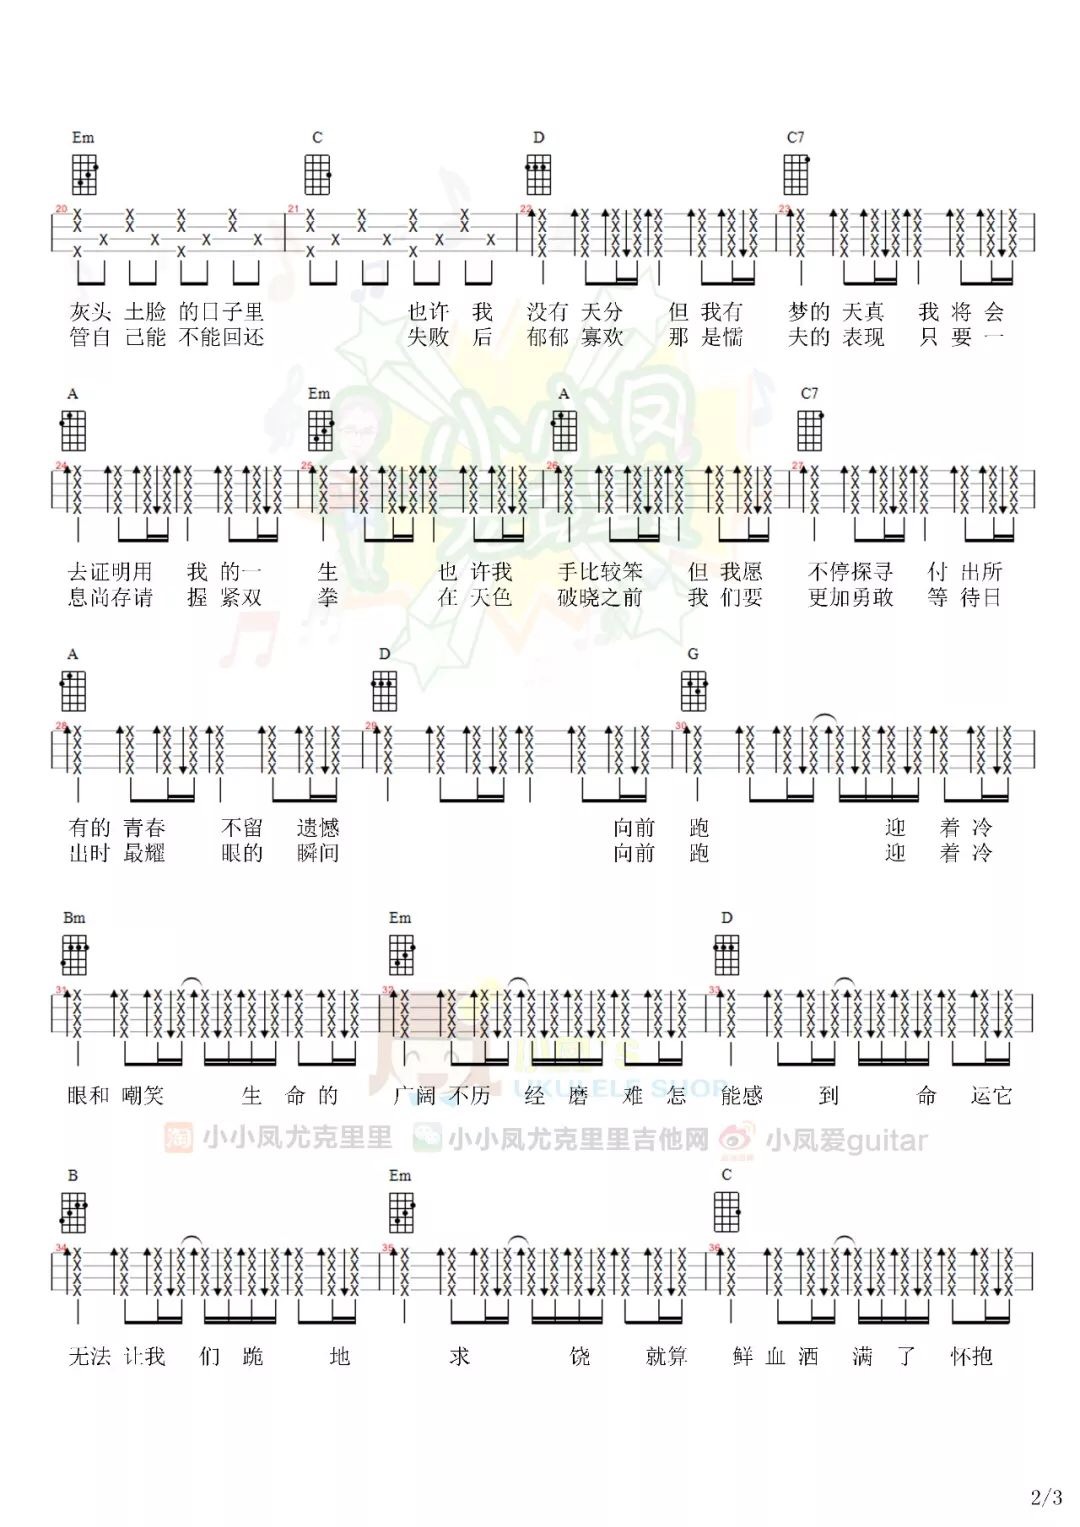 Em C D C7
20 21 22 23
灰头 土脸 的日子里 也许 我 没有 天分 但 我有 梦的 天真 我 将 会
管自 己能 不能回还 失败 后 郁郁 寡欢 那 是懦 夫的 表现 只 要 一
A Em A C7
24 25 26 27
去证明用 我 的一 生 也 许我 手比较笨 但 我愿 不停探寻 付 出所
息尚存请 握 紧双 拳 在 天色 破晓之前 我 们要 更加勇敢 等 待日
A D G
28 29 30
有的 青春 不留 遗憾 向前 跑 迎 着 冷
出时 最耀 眼的 瞬间 向前 跑 迎 着 冷
Bm Em D
31 32 33
眼和 嘲笑 生 命 的 广阔 不历 经 磨 难 怎 能感 到 命 运它
UKULELE SHOP
淘 小小凤尤克里里 小小凤尤克里里吉他网 小凤爱guitar
B Em C
34 35 36
无法 让我 们 跪 地 求 饶 就算 鲜 血 洒 满 了 怀抱
2/3